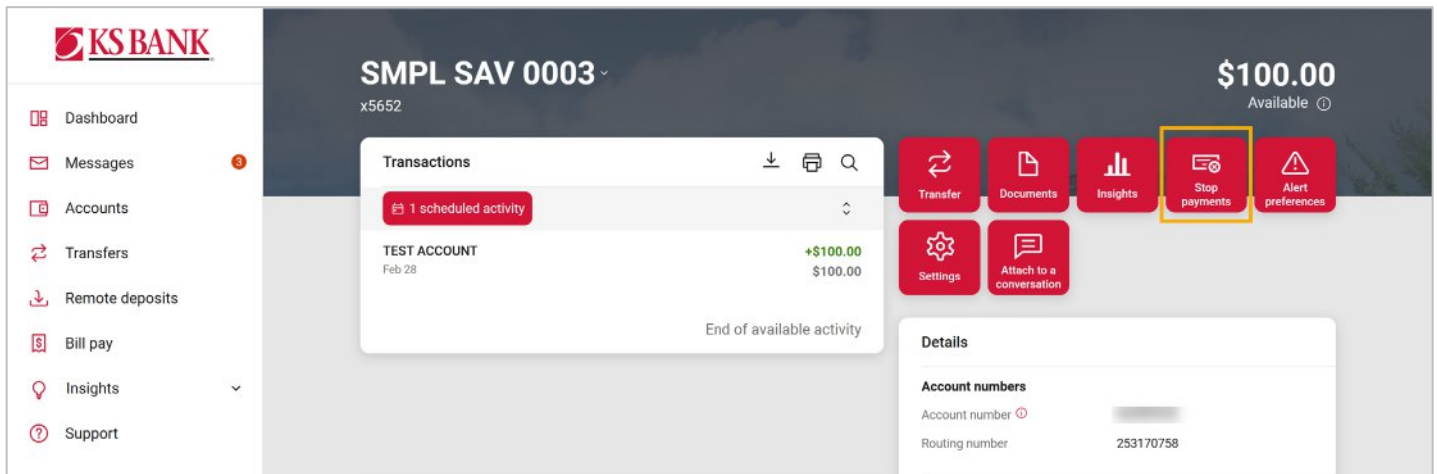 KS BANK
Dashboard
Messages 3
Accounts
Transfers
Remote deposits
Bill pay
Insights
Support
SMPL SAV 0003
x5652
$100.00
Available
Transactions
1 scheduled activity
TEST ACCOUNT +$100.00
Feb 28 $100.00
End of available activity
Transfer
Documents
Insights
Stop
payments
Alert
preferences
Settings
Attach to a
conversation
Details
Account numbers
Account number
Routing number 253170758